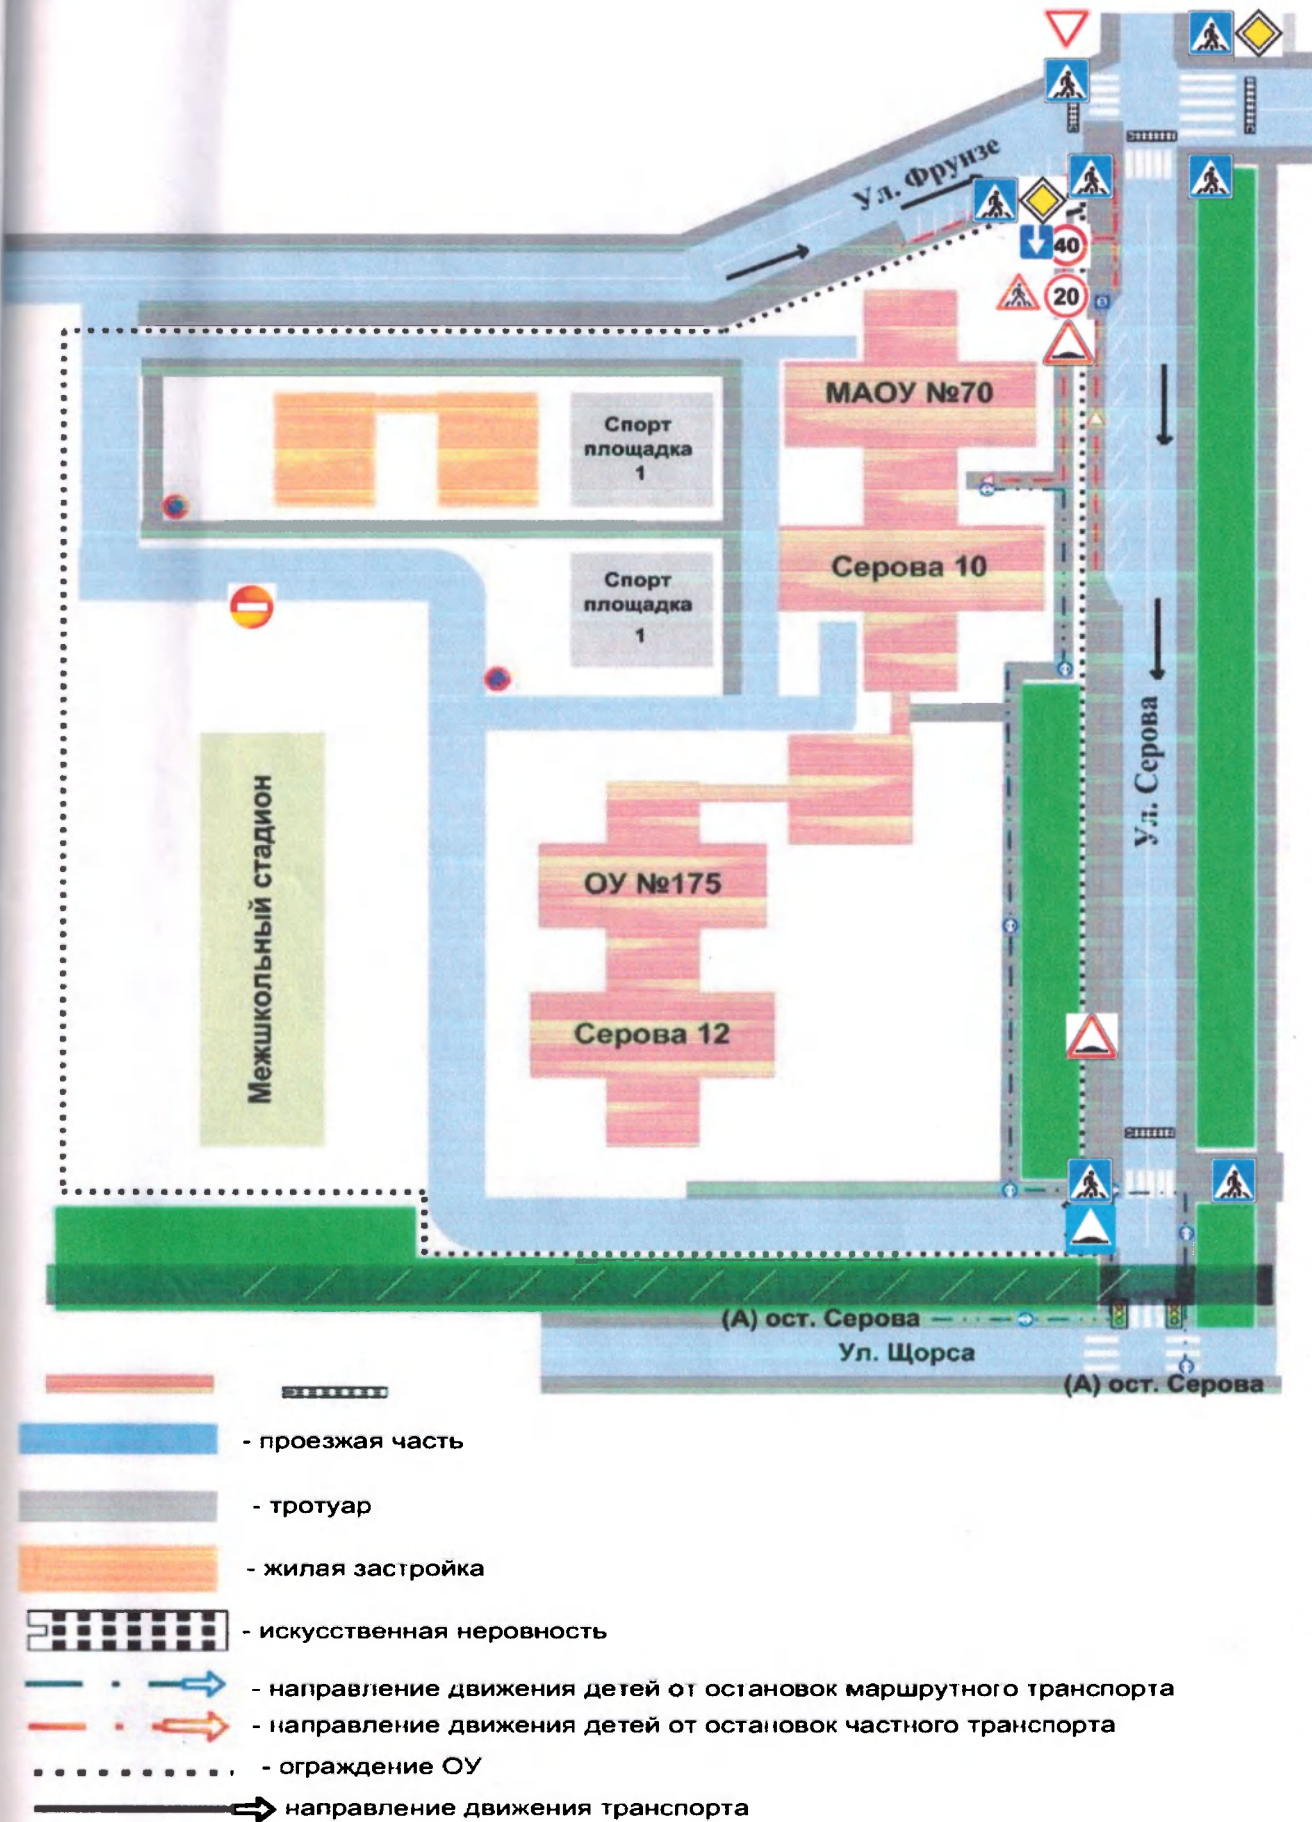 Ул. Фрунзе
40
20
МАОУ №70
Спорт
площадка
1
Серова 10
Спорт
площадка
1
Ул. Серова
Межшкольный стадион
ОУ №175
Серова 12
(А) ост. Серова
Ул. Щорса
(А) ост. Серова
- проезжая часть
- тротуар
- жилая застройка
- искусственная неровность
- направление движения детей от остановок маршрутного транспорта
- направление движения детей от остановок частного транспорта
- ограждение ОУ
направление движения транспорта